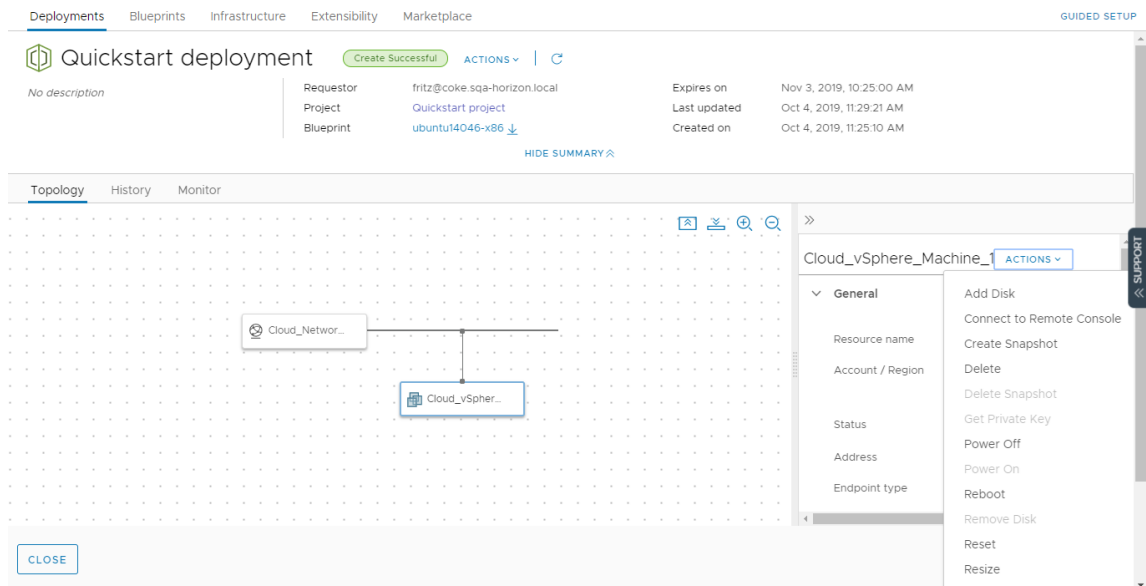 Deployments Blueprints Infrastructure Extensibility Marketplace GUIDED SETUP
Quickstart deployment Create Successful ACTIONS
No description
Requestor fritz@coke.sqa-horizon.local Expires on Nov 3, 2019, 10:25:00 AM
Project Quickstart project Last updated Oct 4, 2019, 11:29:21 AM
Blueprint ubuntu14046-x86 Created on Oct 4, 2019, 11:25:10 AM
HIDE SUMMARY
Topology History Monitor
Cloud_Networ...
Cloud_vSpher...
Cloud_vSphere_Machine_1 ACTIONS
General
Resource name
Account / Region
Status
Address
Endpoint type
Add Disk
Connect to Remote Console
Create Snapshot
Delete
Delete Snapshot
Get Private Key
Power Off
Power On
Reboot
Remove Disk
Reset
Resize
SUPPORT
CLOSE